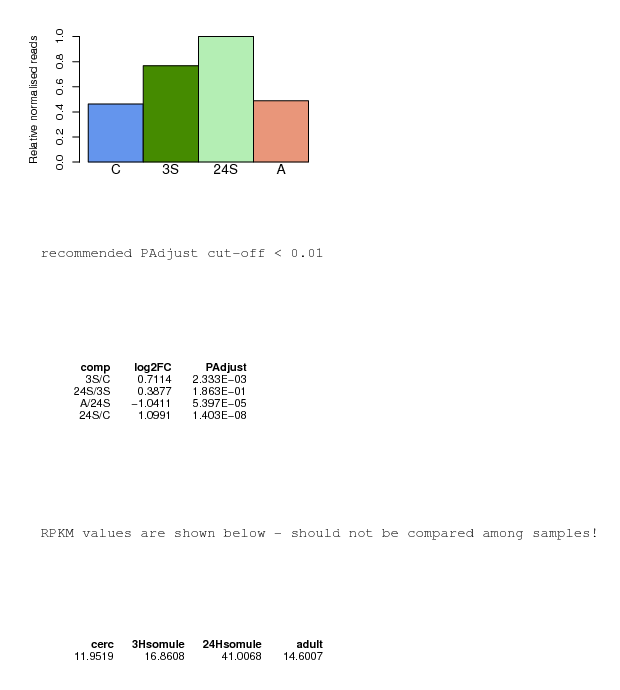 Relative normalised reads
1.0
0.8
0.6
0.4
0.2
0.0
C 3S 24S A
recommended PAdjust cut-off < 0.01
comp log2FC PAdjust
3S/C 0.7114 2.333E−03
24S/3S 0.3877 1.863E−01
A/24S −1.0411 5.397E−05
24S/C 1.0991 1.403E−08
RPKM values are shown below - should not be compared among samples!
cerc 3Hsomule 24Hsomule adult
11.9519 16.8608 41.0068 14.6007